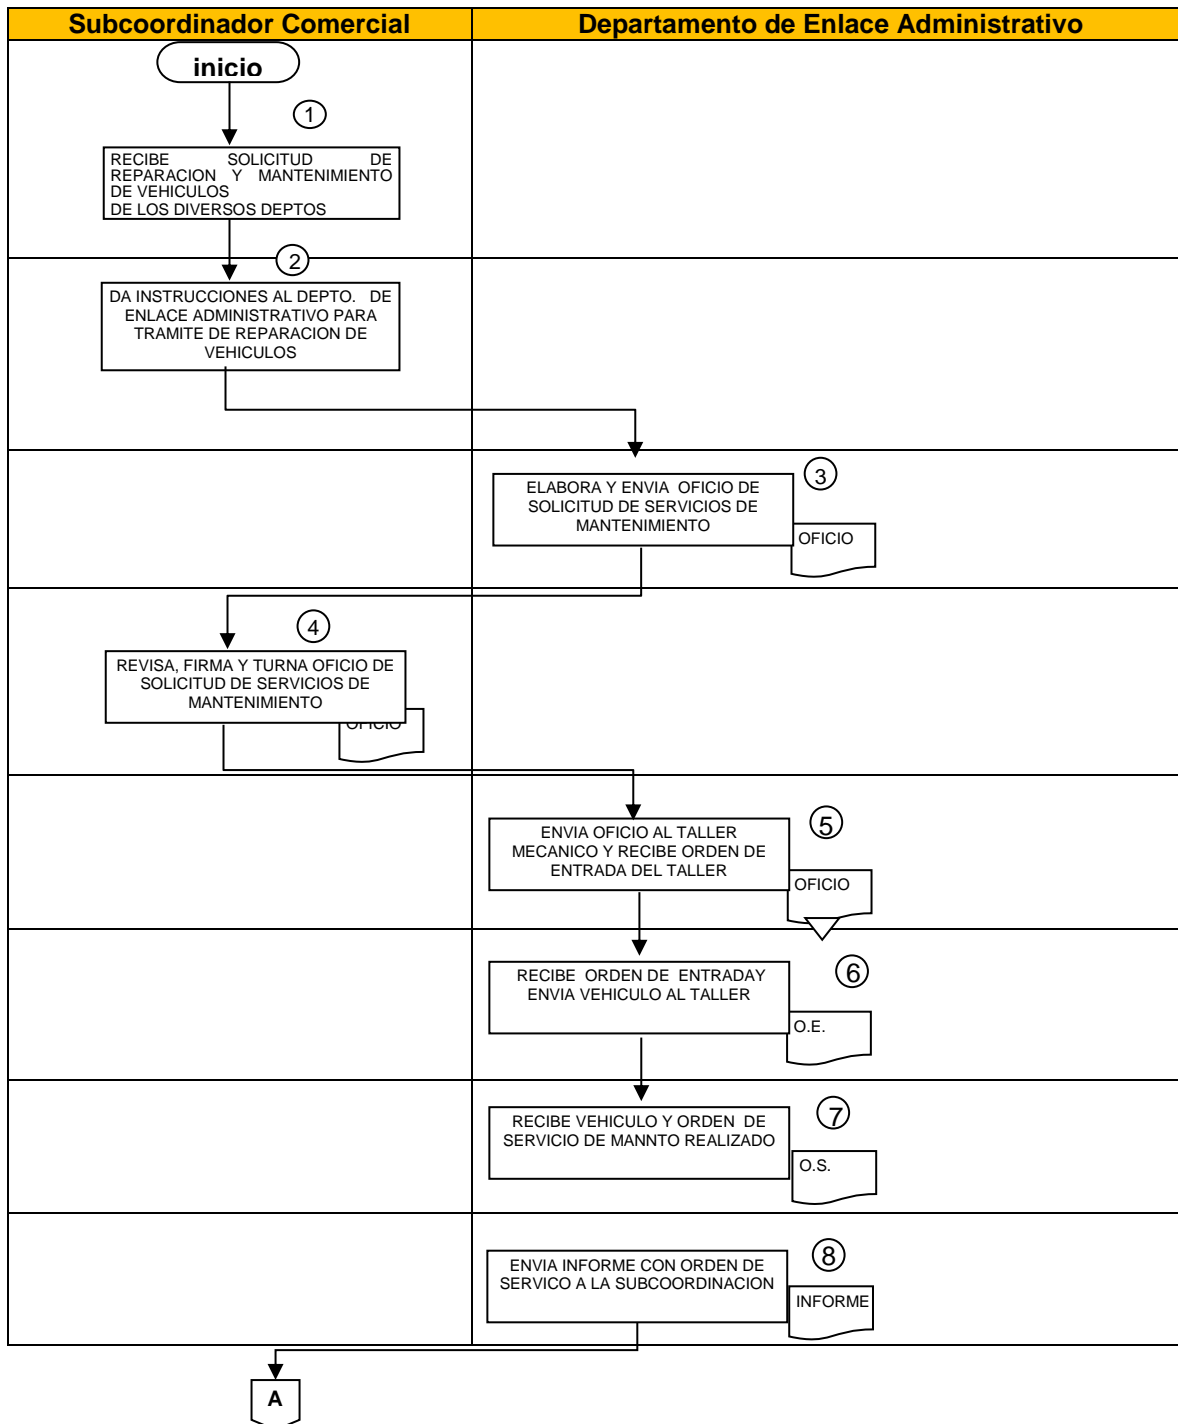 Subcoordinador Comercial
Departamento de Enlace Administrativo
inicio
1
RECIBE SOLICITUD DE
REPARACION Y MANTENIMIENTO
DE VEHICULOS
DE LOS DIVERSOS DEPTOS
2
DA INSTRUCCIONES AL DEPTO. DE
ENLACE ADMINISTRATIVO PARA
TRAMITE DE REPARACION DE
VEHICULOS
3
ELABORA Y ENVIA OFICIO DE
SOLICITUD DE SERVICIOS DE
MANTENIMIENTO
OFICIO
4
REVISA, FIRMA Y TURNA OFICIO DE
SOLICITUD DE SERVICIOS DE
MANTENIMIENTO
OFICIO
5
ENVIA OFICIO AL TALLER
MECANICO Y RECIBE ORDEN DE
ENTRADA DEL TALLER
OFICIO
6
RECIBE ORDEN DE ENTRADAY
ENVIA VEHICULO AL TALLER
O.E.
7
RECIBE VEHICULO Y ORDEN DE
SERVICIO DE MANNTO REALIZADO
O.S.
8
ENVIA INFORME CON ORDEN DE
SERVICO A LA SUBCOORDINACION
INFORME
A